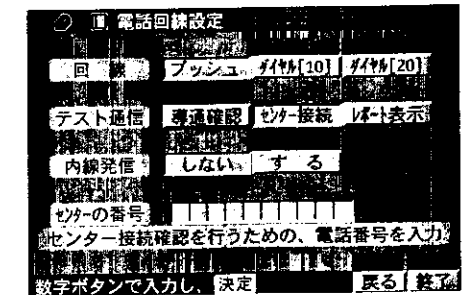 電話回線設定
回線 プッシュ ダイヤル[10] ダイヤル[20]
テスト通信 導通確認 センター接続 レポート表示
内線発信 しない する
センターの番号
センター接続確認を行うための、電話番号を入力
数字ボタンで入力し、 決定 戻る 終了